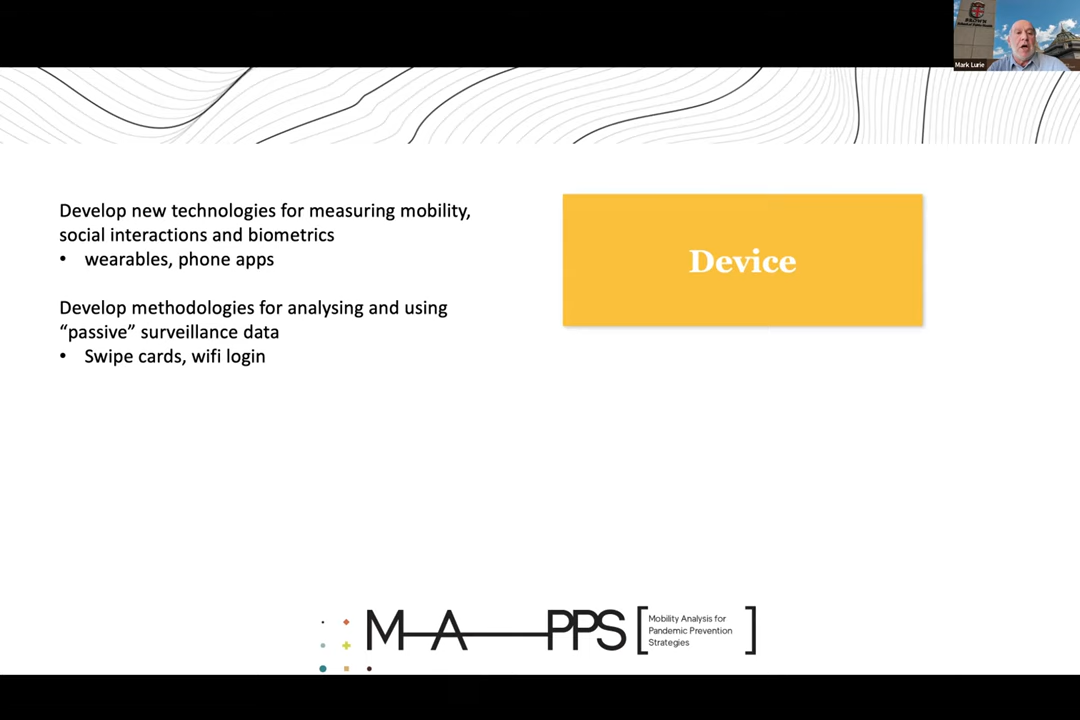 BROWN
Mark Lurie
Develop new technologies for measuring mobility,
social interactions and biometrics
• wearables, phone apps
Develop methodologies for analysing and using
“passive” surveillance data
• Swipe cards, wifi login
Device
M—A——PPS
[Mobility Analysis for
Pandemic Prevention
Strategies]